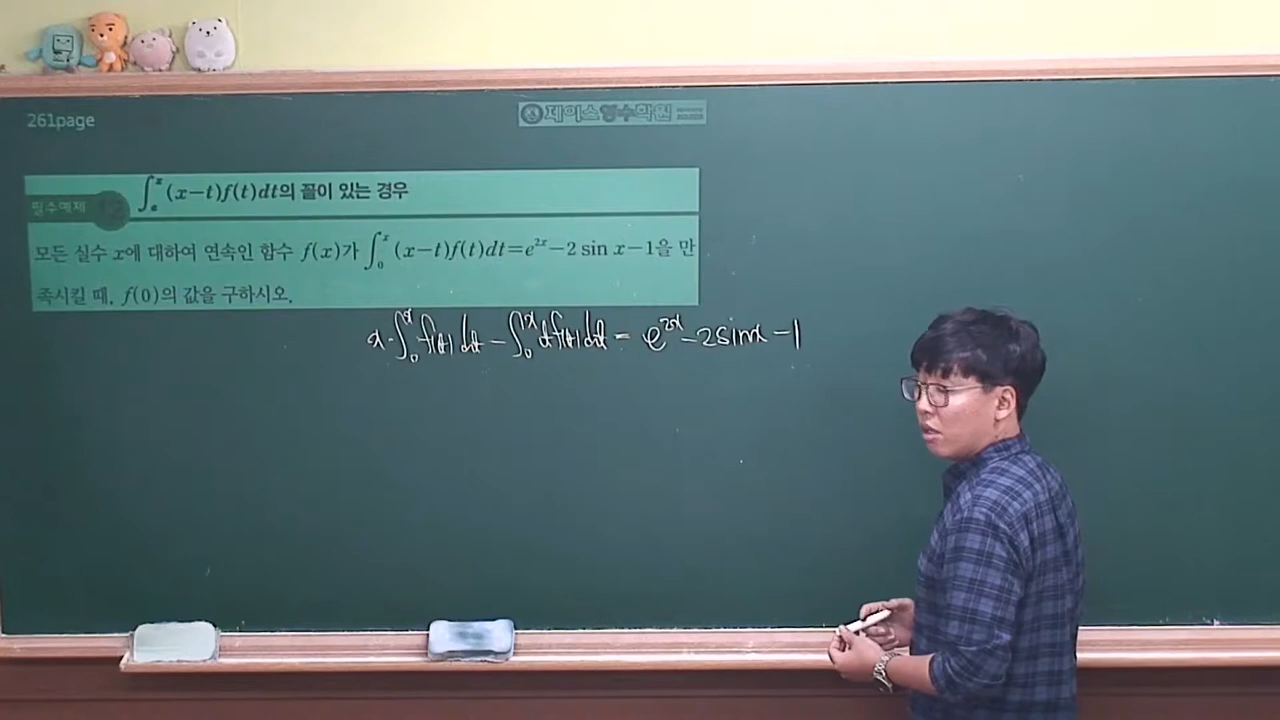 261page
제이스영수학원
∫ₐˣ (x−t)f(t)dt의 꼴이 있는 경우
필수예제 12
모든 실수 x에 대하여 연속인 함수 f(x)가 ∫₀ˣ (x−t)f(t)dt=e²ˣ−2 sin x−1을 만
족시킬 때, f(0)의 값을 구하시오.
x·∫₀ˣ f(t)dt − ∫₀ˣ tf(t)dt = e²ˣ − 2sinx − 1